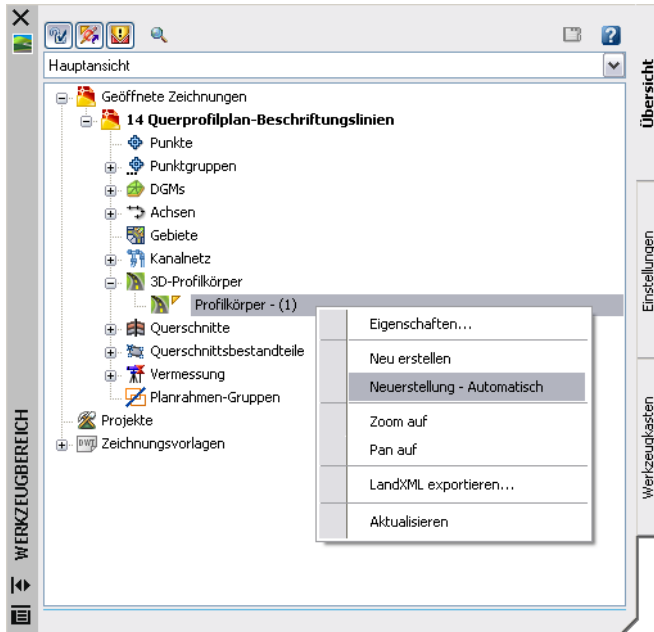 Hauptansicht
Geöffnete Zeichnungen
14 Querprofilplan-Beschriftungslinien
Punkte
Punktgruppen
DGMs
Achsen
Gebiete
Kanalnetz
3D-Profilkörper
Profilkörper - (1)
Querschnitte
Querschnittsbestandteile
Vermessung
Planrahmen-Gruppen
Projekte
DWT
Zeichnungsvorlagen
Eigenschaften...
Neu erstellen
Neuerstellung - Automatisch
Zoom auf
Pan auf
LandXML exportieren...
Aktualisieren
Übersicht
Einstellungen
Werkzeugkasten
WERKZEUGBEREICH